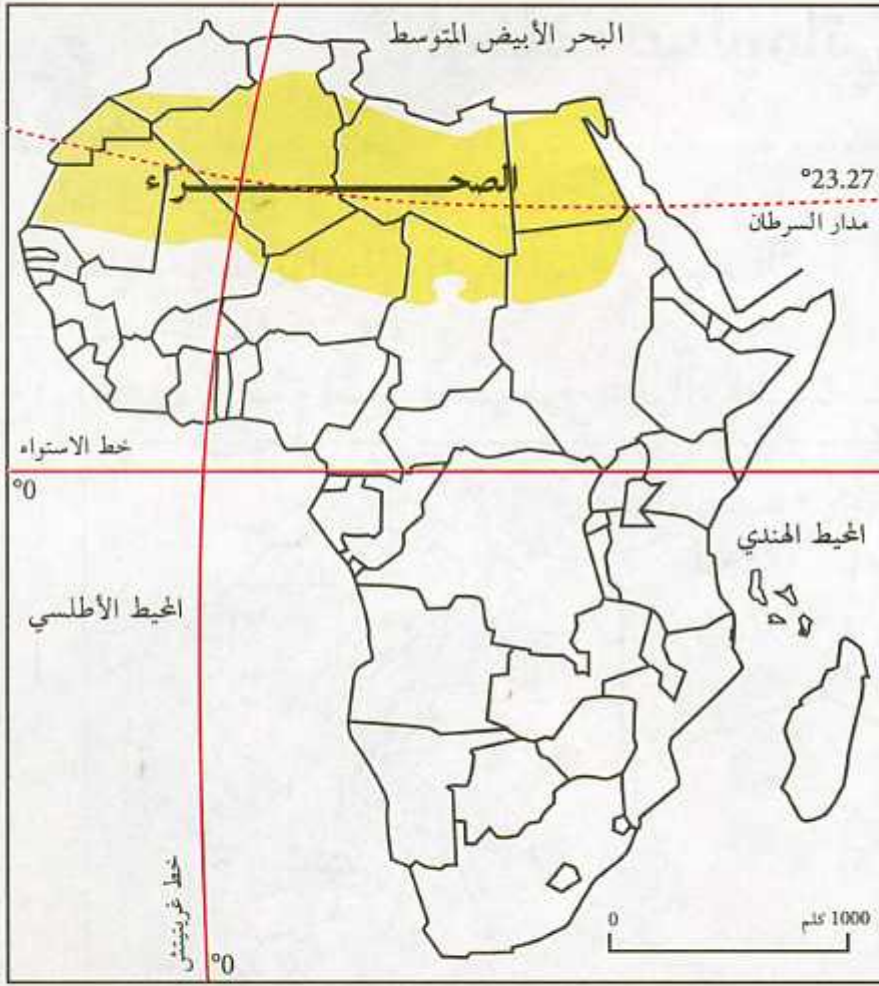 البحر الأبيض المتوسط
الصحراء
°23.27
مدار السرطان
خط الاستواء
°0
المحيط الهندي
المحيط الأطلسي
خط غرينيتش
°0
0
1000 كلم